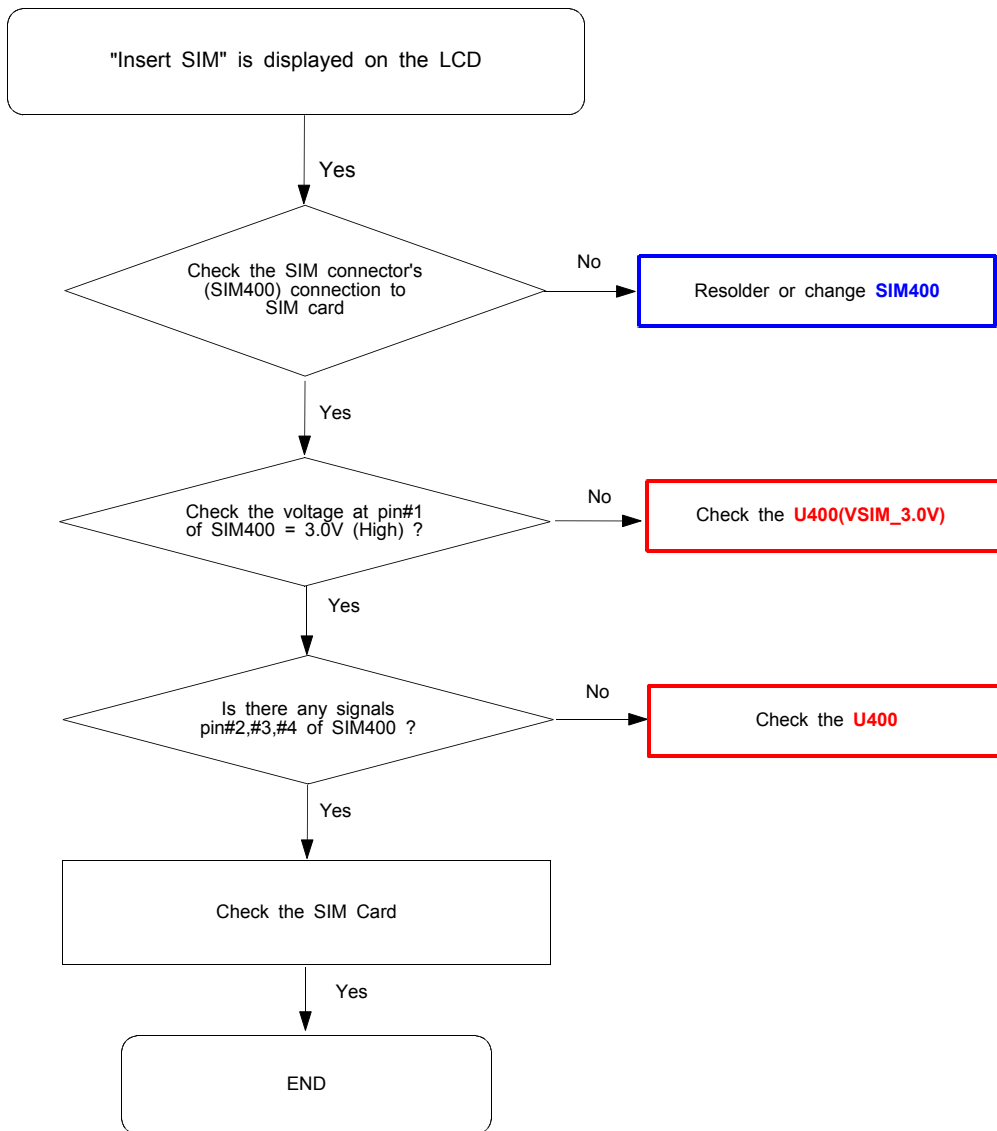 "Insert SIM" is displayed on the LCD
Yes
Check the SIM connector's
(SIM400) connection to
SIM card
No
Resolder or change SIM400
Yes
Check the voltage at pin#1
of SIM400 = 3.0V (High) ?
No
Check the U400(VSIM_3.0V)
Yes
Is there any signals
pin#2,#3,#4 of SIM400 ?
No
Check the U400
Yes
Check the SIM Card
Yes
END